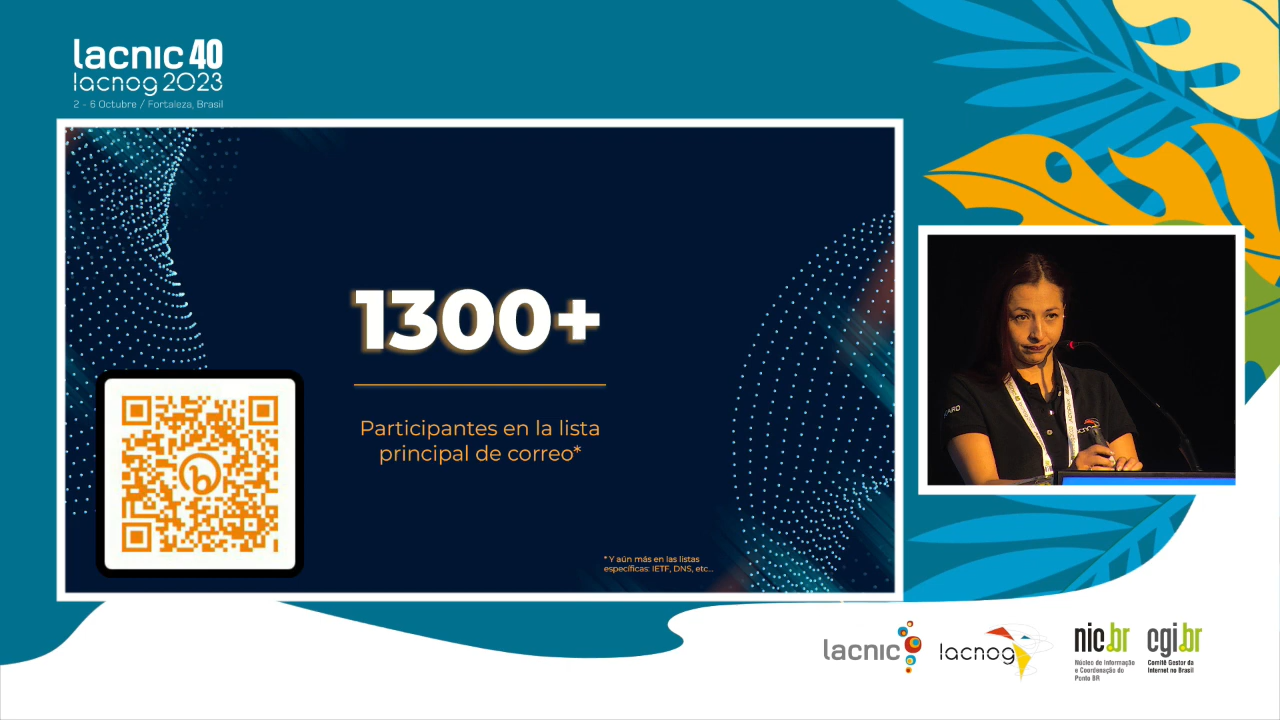 lacnic 40
lacnog 2023
2 - 6 Octubre / Fortaleza, Brasil
1300+
Participantes en la lista
principal de correo*
* Y aún más en las listas
específicas: IETF, DNS, etc...
lacnic
lacnog
nic.br
Núcleo de Informação
e Coordenação do
Ponto BR
cgi.br
Comitê Gestor da
Internet no Brasil